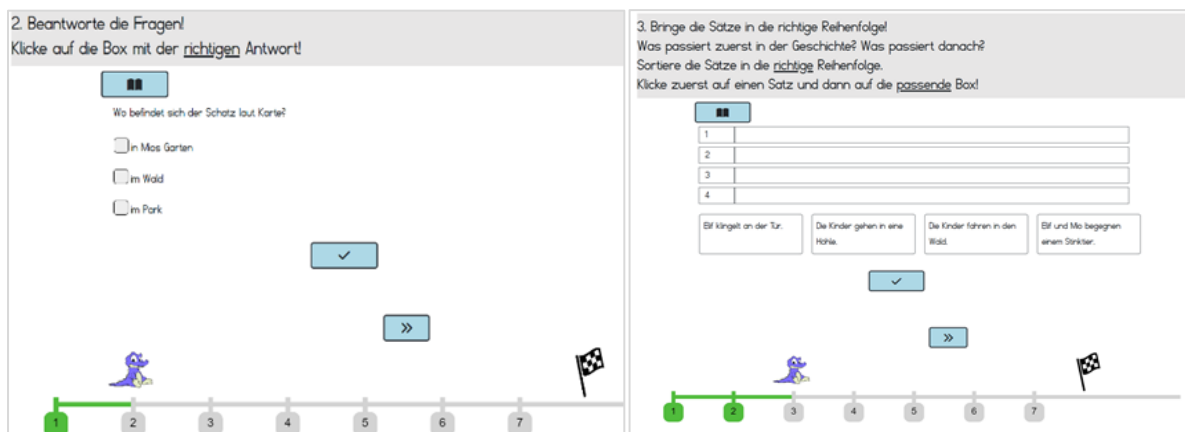 2. Beantworte die Fragen!
Klicke auf die Box mit der richtigen Antwort!
Wo befindet sich der Schatz laut Karte?
in Mios Garten
im Wald
im Park
1 2 3 4 5 6 7
3. Bringe die Sätze in die richtige Reihenfolge!
Was passiert zuerst in der Geschichte? Was passiert danach?
Sortiere die Sätze in die richtige Reihenfolge.
Klicke zuerst auf einen Satz und dann auf die passende Box!
1
2
3
4
Elif klingelt an der Tür.
Die Kinder gehen in eine
Höhle.
Die Kinder fahren in den
Wald.
Elif und Mio begegnen
einem Stinktier.
1 2 3 4 5 6 7